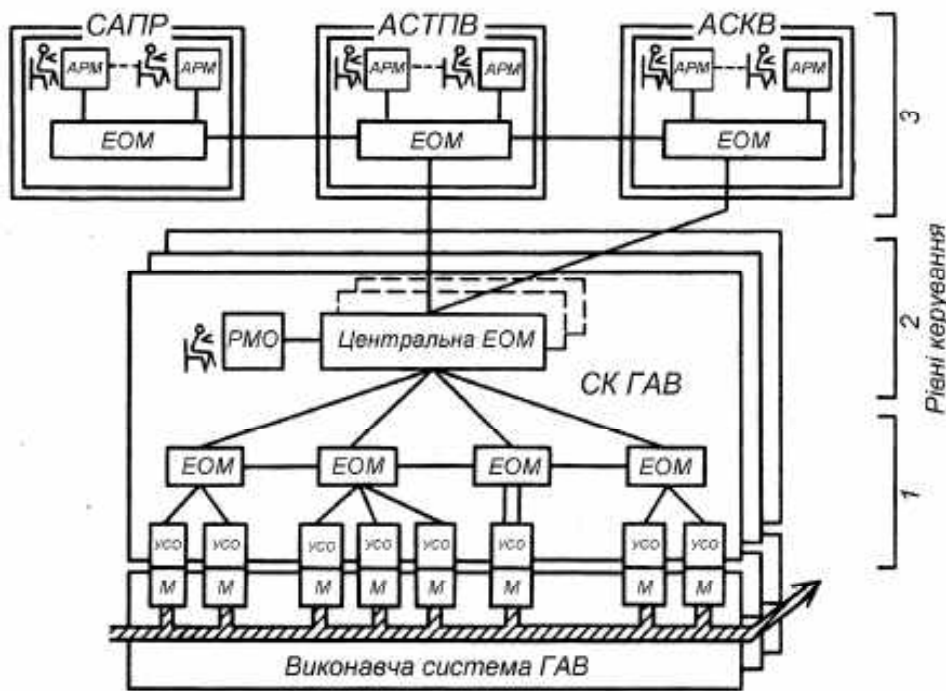 САПР АСТПВ АСКВ
АРМ АРМ АРМ АРМ АРМ АРМ
ЕОМ ЕОМ ЕОМ
3
РМО Центральна ЕОМ
СК ГАВ
2
Рівні керування
ЕОМ ЕОМ ЕОМ ЕОМ
1
УСО УСО УСО УСО УСО УСО УСО УСО
М М М М М М М М
Виконавча система ГАВ